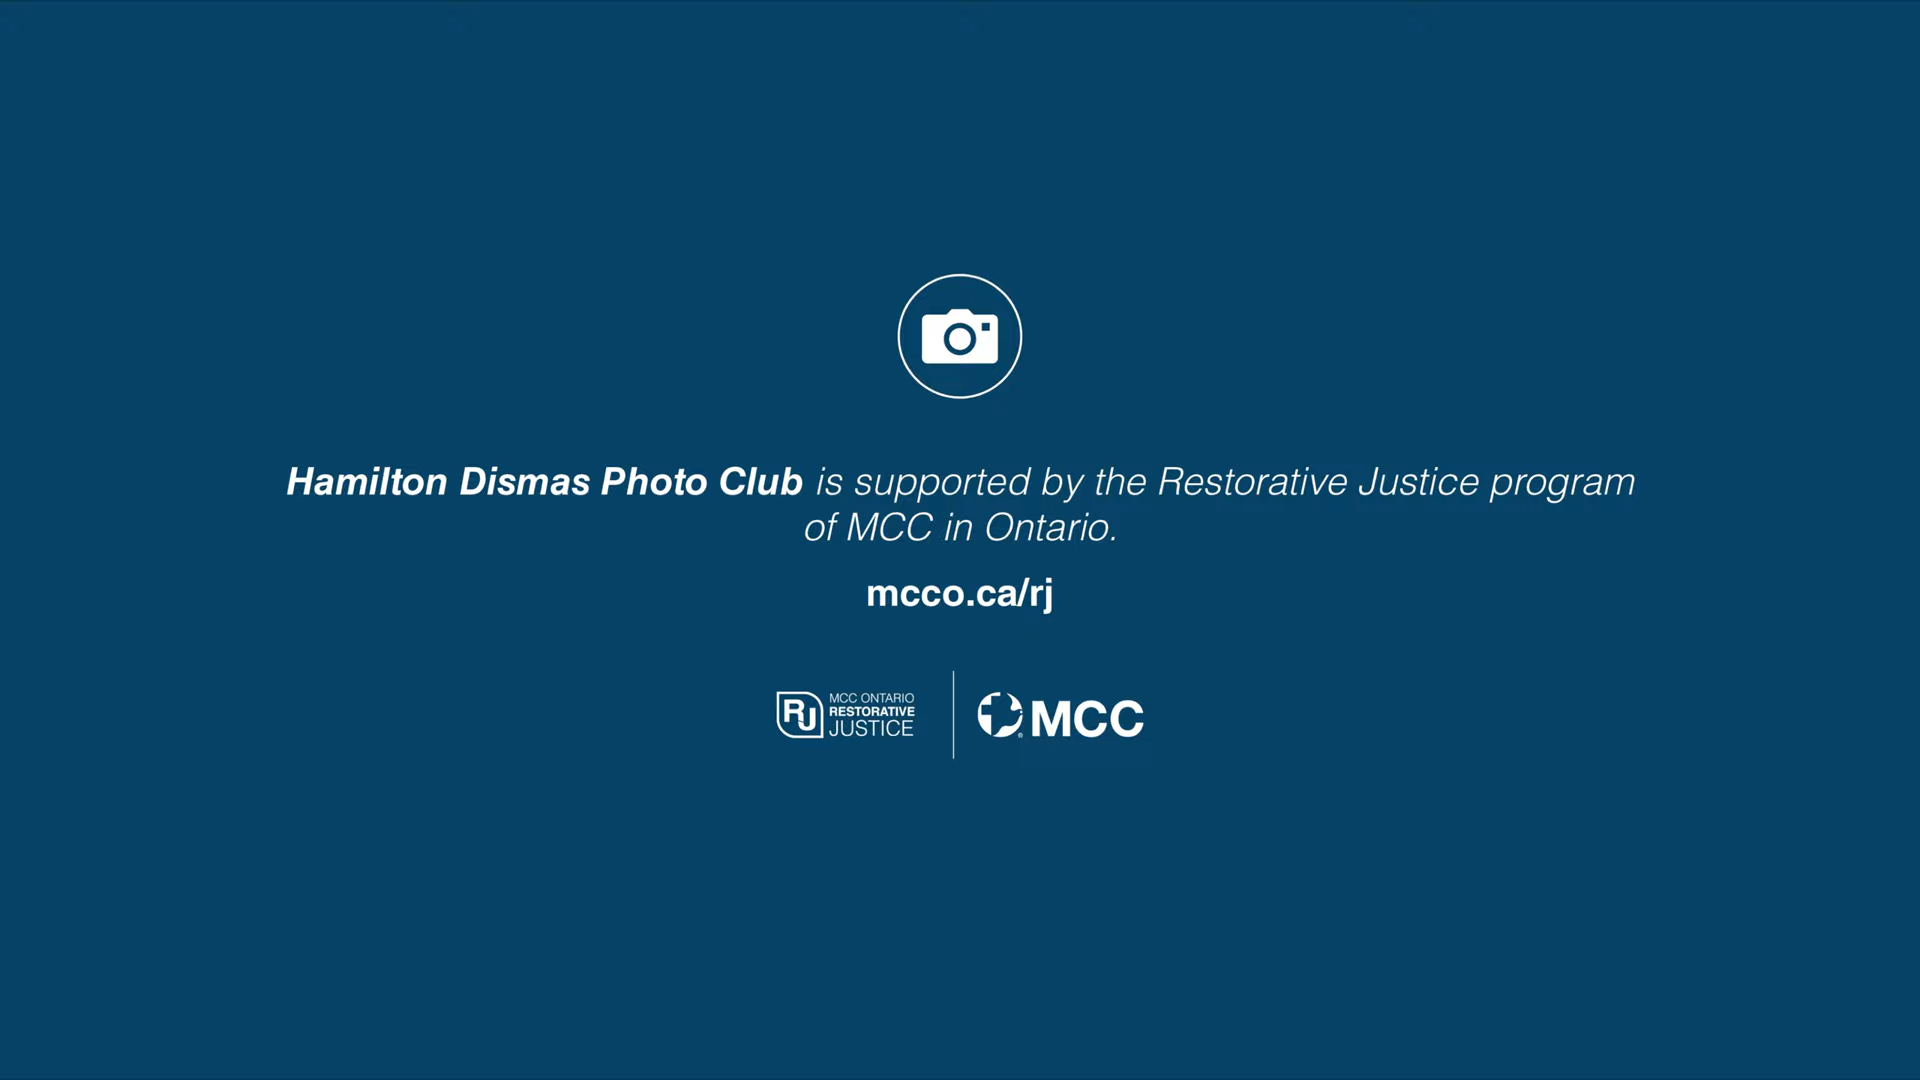 Hamilton Dismas Photo Club is supported by the Restorative Justice program
of MCC in Ontario.
mcco.ca/rj
RJ
MCC ONTARIO
RESTORATIVE
JUSTICE
MCC